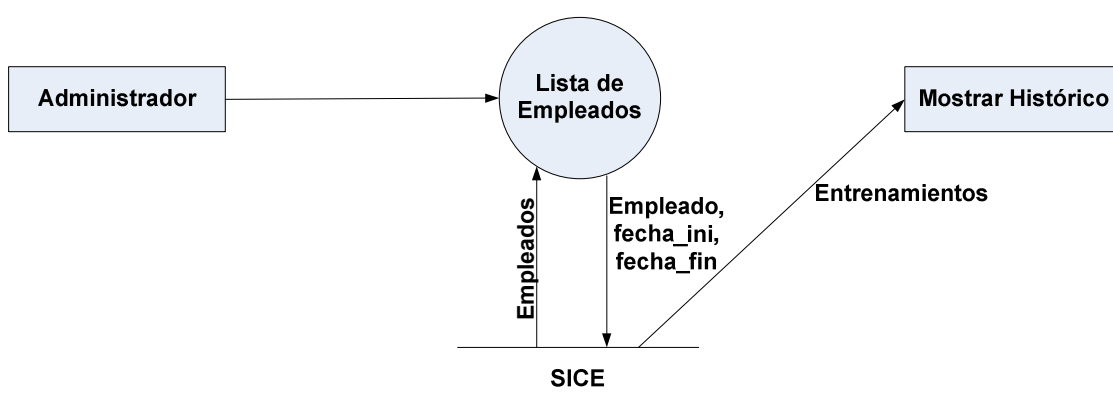 Administrador
Lista de
Empleados
Mostrar Histórico
Empleados
Empleado,
fecha_ini,
fecha_fin
Entrenamientos
SICE